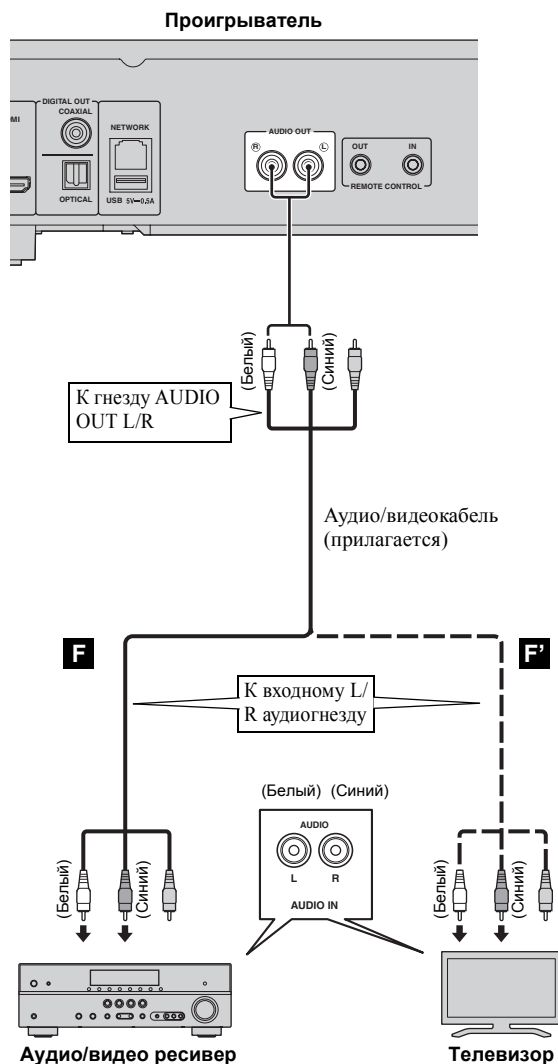 Проигрыватель
DIGITAL OUT
COAXIAL
MI
NETWORK
AUDIO OUT
R
L
OUT
IN
REMOTE CONTROL
OPTICAL
USB 5V⎓0.5A
(Белый)
(Синий)
К гнезду AUDIO
OUT L/R
Аудио/видеокабель
(прилагается)
F
F’
К входному L/
R аудиогнезду
(Белый) (Синий)
AUDIO
L
R
AUDIO IN
(Белый)
(Синий)
(Белый)
(Синий)
Аудио/видео ресивер
Телевизор